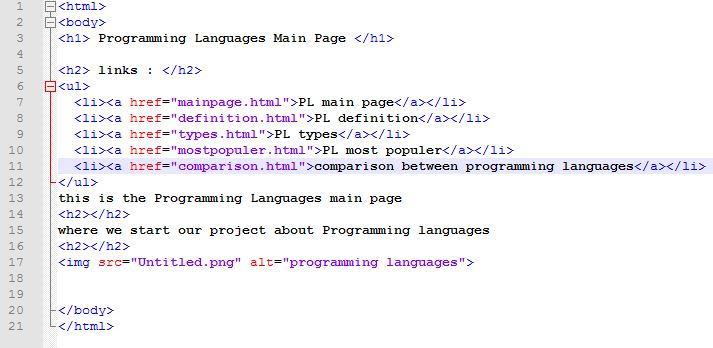 1 <html>
2 <body>
3 <h1> Programming Languages Main Page </h1>
4
5 <h2> links : </h2>
6 <ul>
7 <li><a href="mainpage.html">PL main page</a></li>
8 <li><a href="definition.html">PL definition</a></li>
9 <li><a href="types.html">PL types</a></li>
10 <li><a href="mostpopuler.html">PL most populer</a></li>
11 <li><a href="comparison.html">comparison between programming languages</a></li>
12 </ul>
13 this is the Programming Languages main page
14 <h2></h2>
15 where we start our project about Programming languages
16 <h2></h2>
17 <img src="Untitled.png" alt="programming languages">
18
19
20 </body>
21 </html>